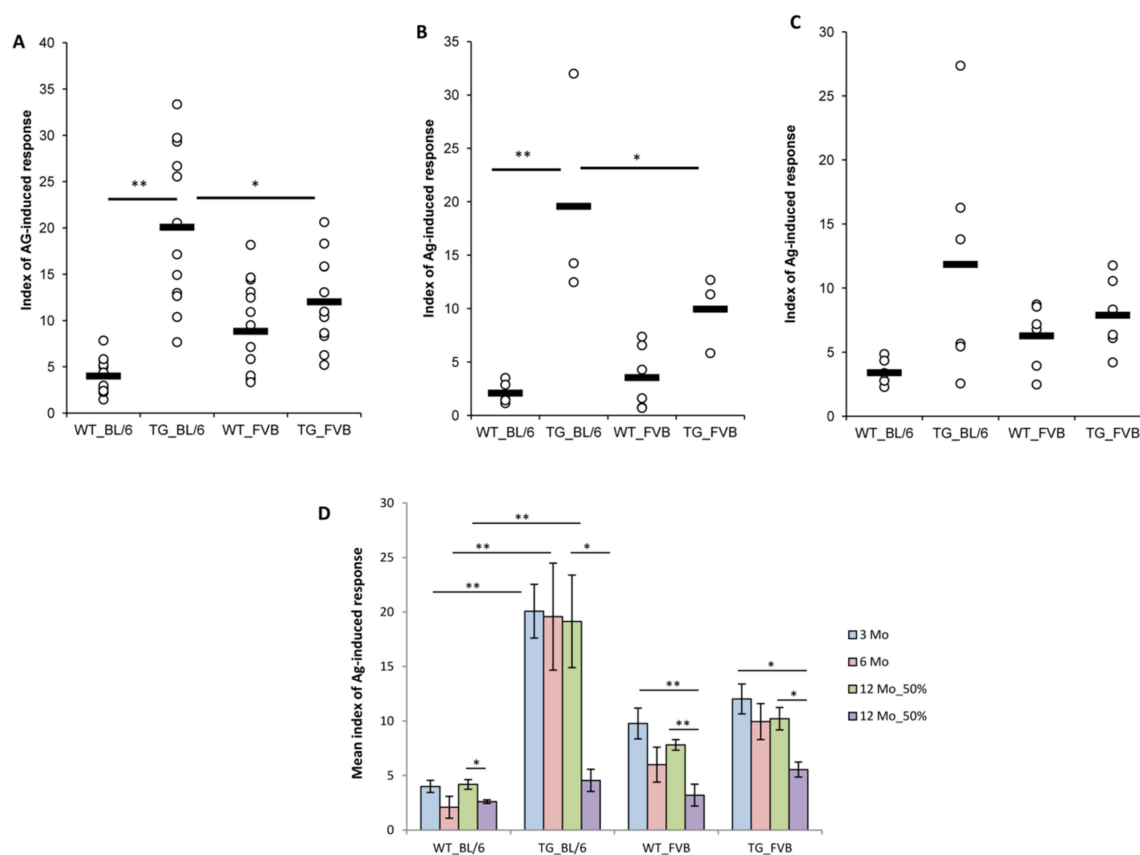 A
Index of AG-induced response
40
35
30
25
20
15
10
5
0
**
*
WT_BL/6 TG_BL/6 WT_FVB TG_FVB
B
Index of Ag-induced response
35
30
25
20
15
10
5
0
**
*
WT_BL/6 TG_BL/6 WT_FVB TG_FVB
C
Index of Ag-induced response
30
25
20
15
10
5
0
WT_BL/6 TG_BL/6 WT_FVB TG_FVB
D
Mean index of Ag-induced response
30
25
20
15
10
5
0
**
** *
**
** *
** *
*
WT_BL/6 TG_BL/6 WT_FVB TG_FVB
3 Mo
6 Mo
12 Mo_50%
12 Mo_50%